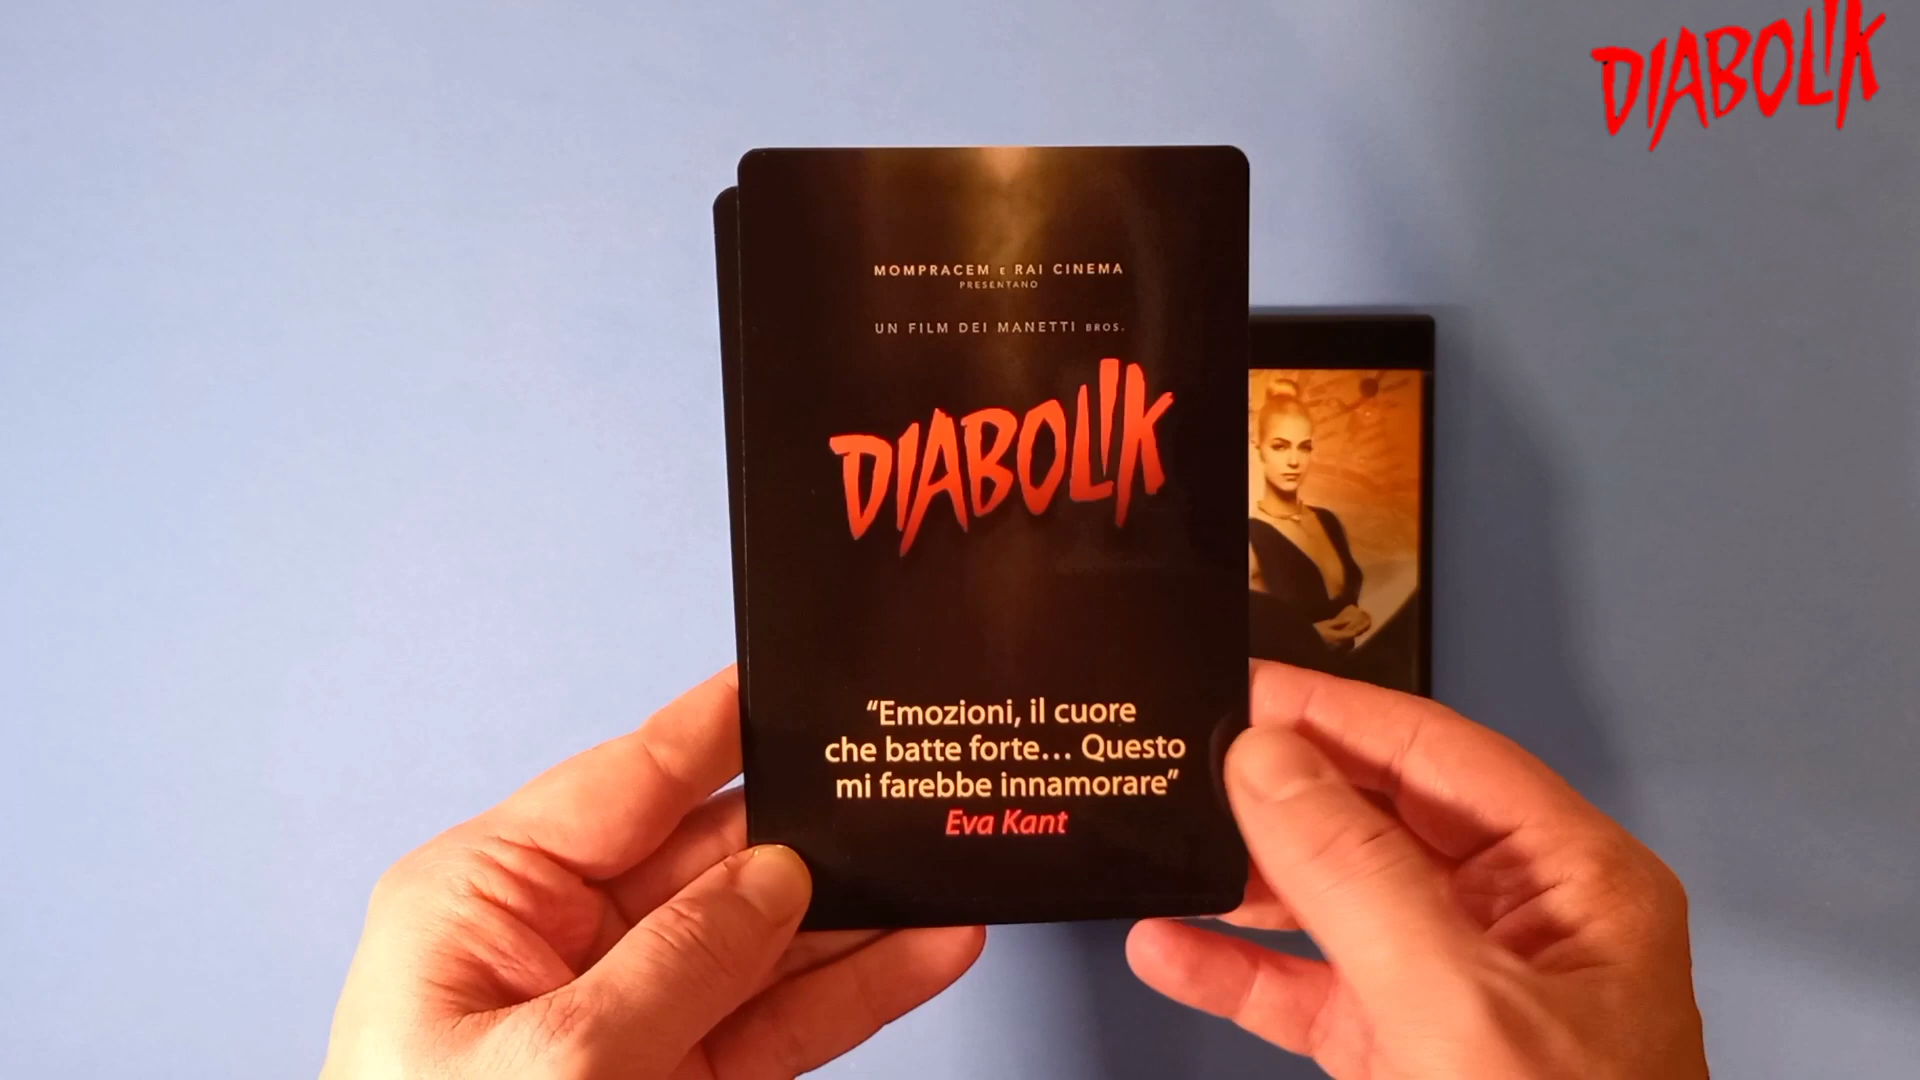 DIABOLIK
MOMPRACEM E RAI CINEMA
PRESENTANO
UN FILM DEI MANETTI BROS.
DIABOLIK
“Emozioni, il cuore
che batte forte... Questo
mi farebbe innamorare”
Eva Kant